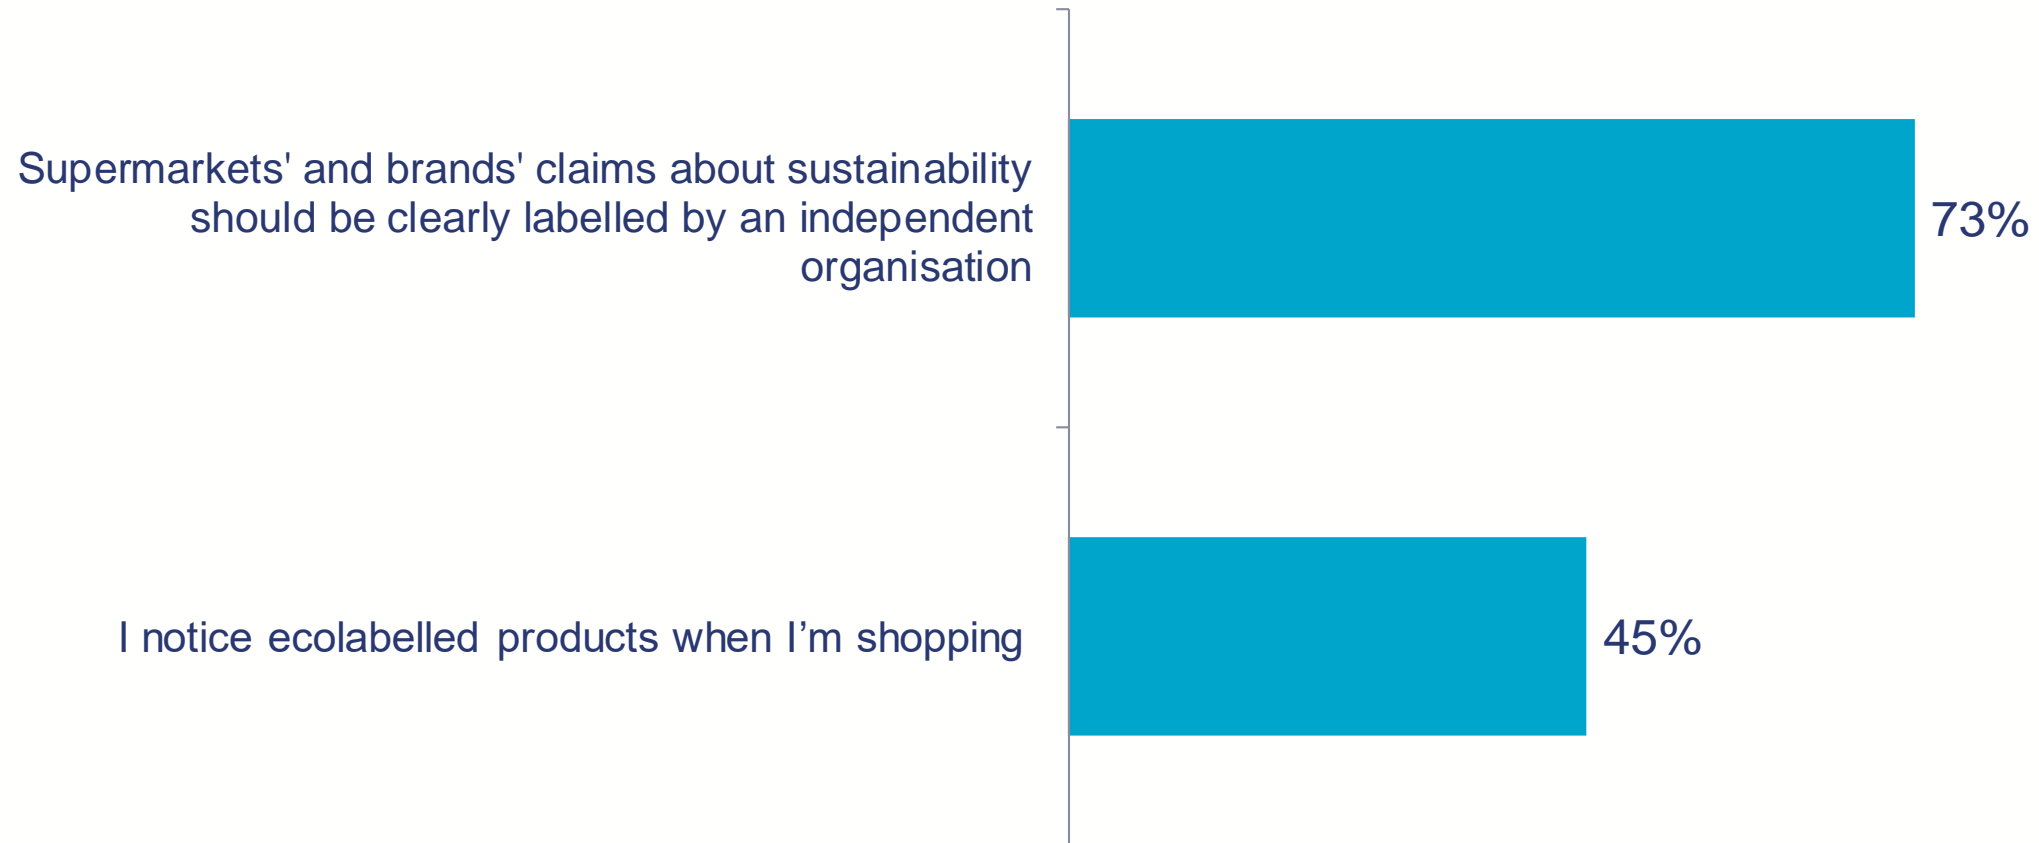 Supermarkets' and brands' claims about sustainability
should be clearly labelled by an independent
organisation
73%
I notice ecolabelled products when I’m shopping
45%